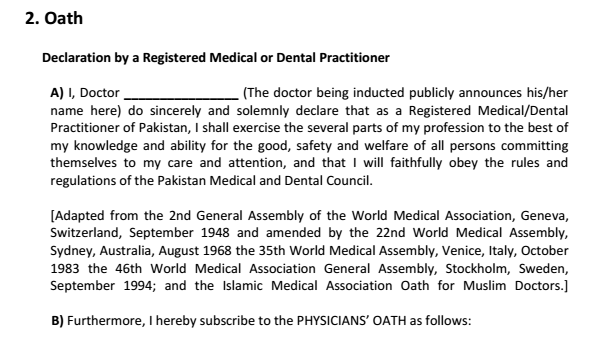 2. Oath
Declaration by a Registered Medical or Dental Practitioner
A) I, Doctor _________________ (The doctor being inducted publicly announces his/her
name here) do sincerely and solemnly declare that as a Registered Medical/Dental
Practitioner of Pakistan, I shall exercise the several parts of my profession to the best of
my knowledge and ability for the good, safety and welfare of all persons committing
themselves to my care and attention, and that I will faithfully obey the rules and
regulations of the Pakistan Medical and Dental Council.
[Adapted from the 2nd General Assembly of the World Medical Association, Geneva,
Switzerland, September 1948 and amended by the 22nd World Medical Assembly,
Sydney, Australia, August 1968 the 35th World Medical Assembly, Venice, Italy, October
1983 the 46th World Medical Association General Assembly, Stockholm, Sweden,
September 1994; and the Islamic Medical Association Oath for Muslim Doctors.]
B) Furthermore, I hereby subscribe to the PHYSICIANS’ OATH as follows: